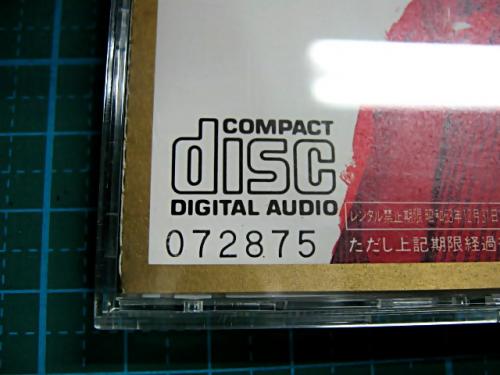 COMPACT
disc
DIGITAL AUDIO
072875
レンタル禁止期限 昭和63年12月31日
ただし上記期限経過